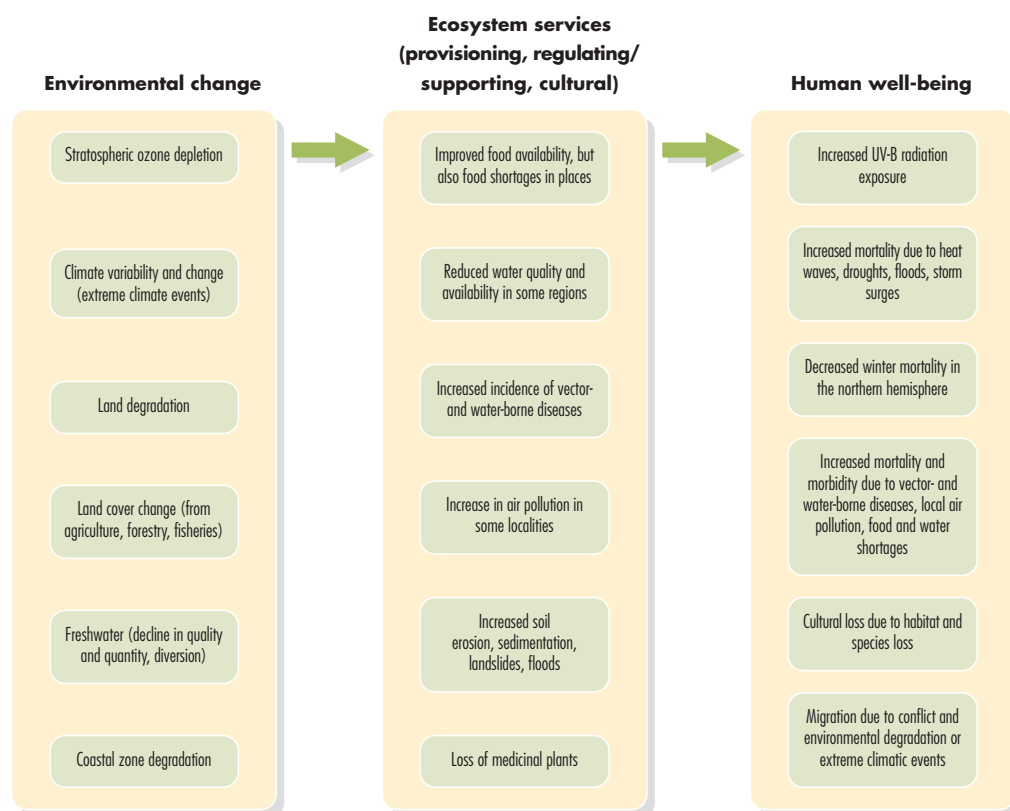 Environmental change
Stratospheric ozone depletion
Climate variability and change
(extreme climate events)
Land degradation
Land cover change (from
agriculture, forestry, fisheries)
Freshwater (decline in quality
and quantity, diversion)
Coastal zone degradation
Ecosystem services
(provisioning, regulating/
supporting, cultural)
Improved food availability, but
also food shortages in places
Reduced water quality and
availability in some regions
Increased incidence of vector-
and water-borne diseases
Increase in air pollution in
some localities
Increased soil
erosion, sedimentation,
landslides, floods
Loss of medicinal plants
Human well-being
Increased UV-B radiation
exposure
Increased mortality due to heat
waves, droughts, floods, storm
surges
Decreased winter mortality in
the northern hemisphere
Increased mortality and
morbidity due to vector- and
water-borne diseases, local air
pollution, food and water
shortages
Cultural loss due to habitat and
species loss
Migration due to conflict and
environmental degradation or
extreme climatic events